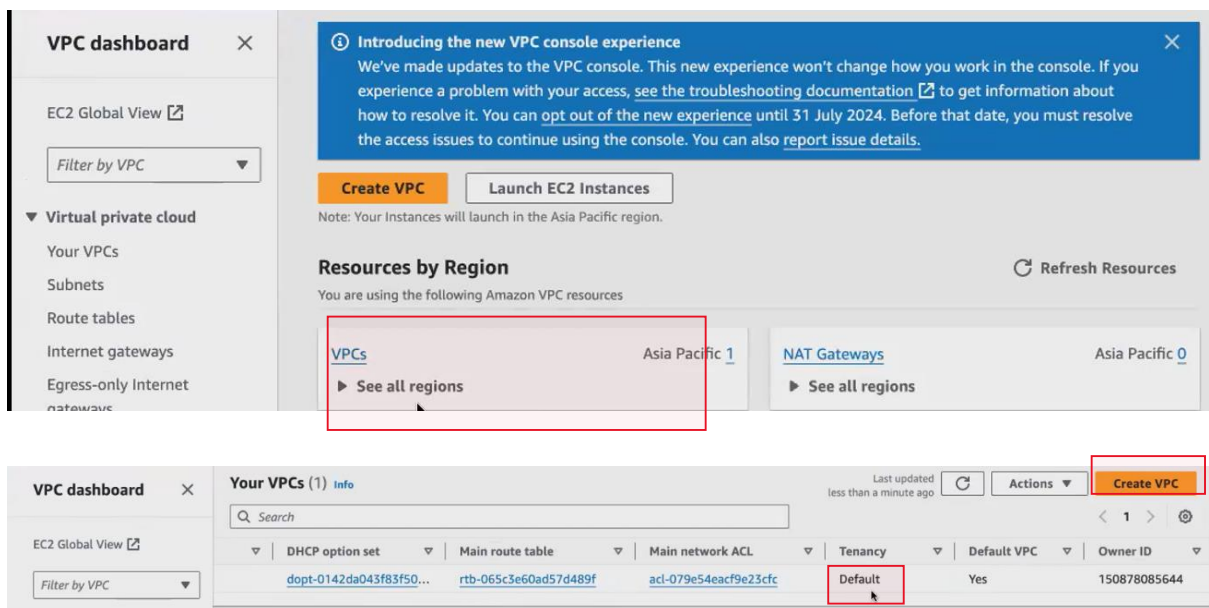 VPC dashboard
EC2 Global View
Filter by VPC
Virtual private cloud
Your VPCs
Subnets
Route tables
Internet gateways
Egress-only Internet
gateways
Introducing the new VPC console experience
We've made updates to the VPC console. This new experience won't change how you work in the console. If you
experience a problem with your access, see the troubleshooting documentation to get information about
how to resolve it. You can opt out of the new experience until 31 July 2024. Before that date, you must resolve
the access issues to continue using the console. You can also report issue details.
Create VPC Launch EC2 Instances
Note: Your Instances will launch in the Asia Pacific region.
Resources by Region Refresh Resources
You are using the following Amazon VPC resources
VPCs Asia Pacific 1
See all regions
NAT Gateways Asia Pacific 0
See all regions
VPC dashboard
EC2 Global View
Filter by VPC
Your VPCs (1) Info
Last updated
less than a minute ago
Actions
Create VPC
Search
1
DHCP option set Main route table Main network ACL Tenancy Default VPC Owner ID
dopt-0142da043f83f50... rtb-065c3e60ad57d489f acl-079e54eacf9e23cfc Default Yes 150878085644